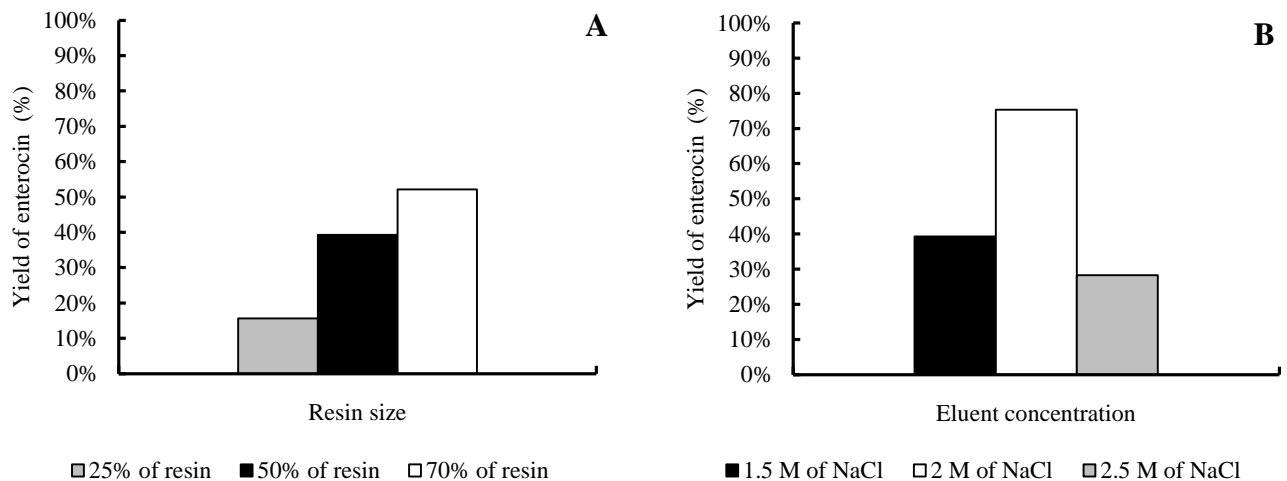 A
Yield of enterocin (%)
100%
90%
80%
70%
60%
50%
40%
30%
20%
10%
0%
Resin size
25% of resin 50% of resin 70% of resin
B
Yield of enterocin (%)
100%
90%
80%
70%
60%
50%
40%
30%
20%
10%
0%
Eluent concentration
1.5 M of NaCl 2 M of NaCl 2.5 M of NaCl